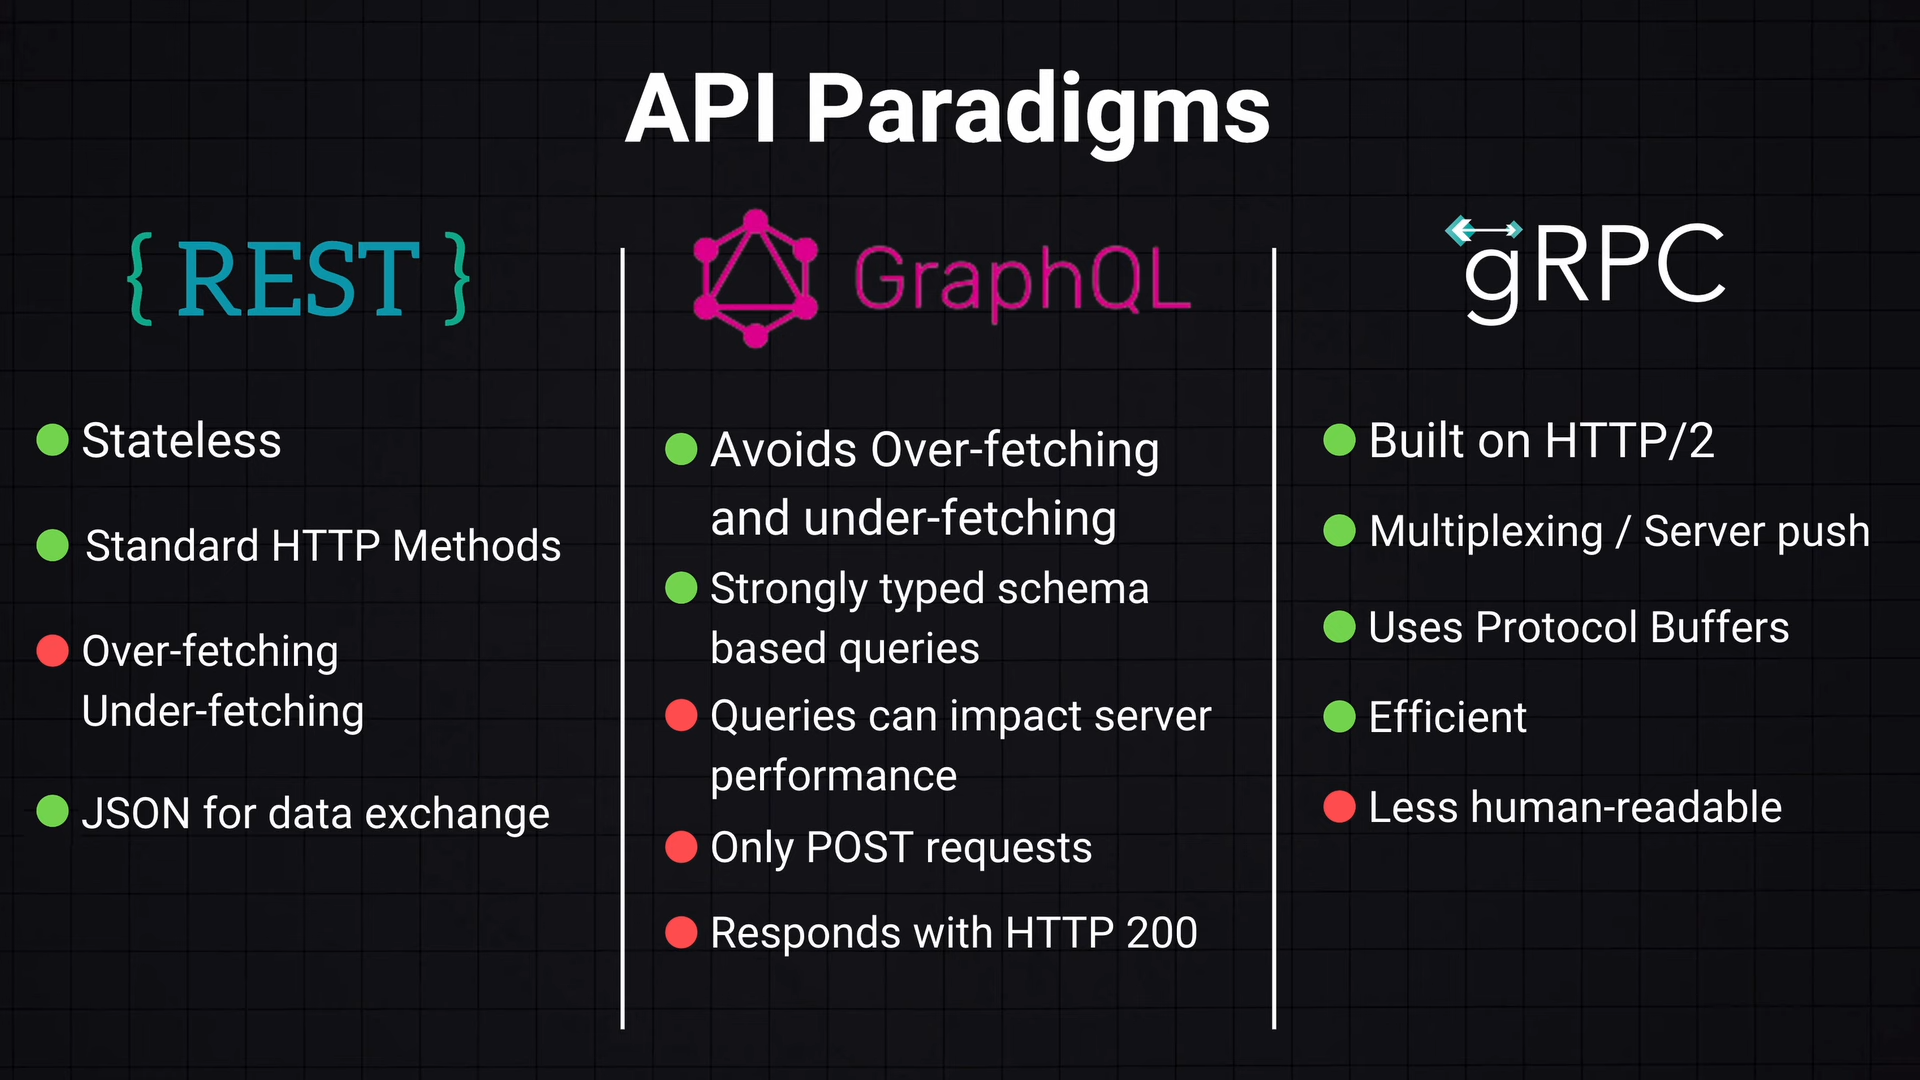 API Paradigms
{ REST }
Stateless
Standard HTTP Methods
Over-fetching
Under-fetching
JSON for data exchange
GraphQL
Avoids Over-fetching
and under-fetching
Strongly typed schema
based queries
Queries can impact server
performance
Only POST requests
Responds with HTTP 200
gRPC
Built on HTTP/2
Multiplexing / Server push
Uses Protocol Buffers
Efficient
Less human-readable